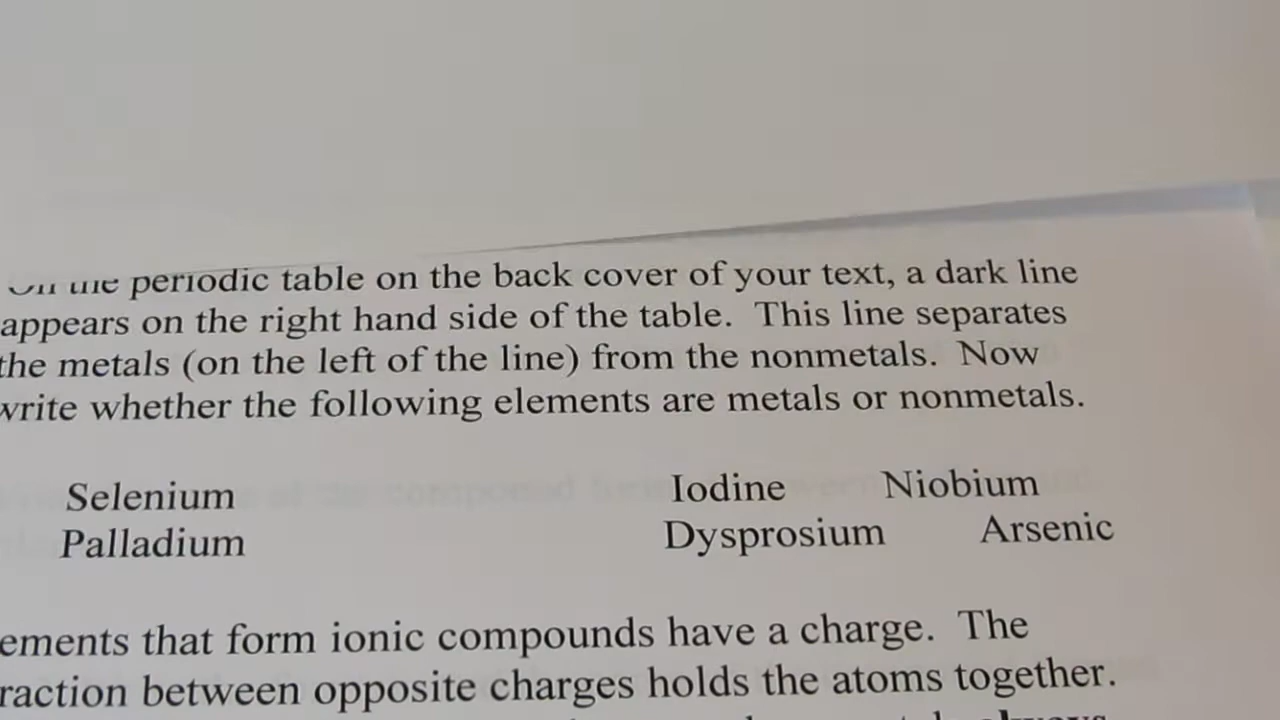 the periodic table on the back cover of your text, a dark line
appears on the right hand side of the table. This line separates
the metals (on the left of the line) from the nonmetals. Now
write whether the following elements are metals or nonmetals.
Selenium Iodine Niobium
Palladium Dysprosium Arsenic
ements that form ionic compounds have a charge. The
raction between opposite charges holds the atoms together.